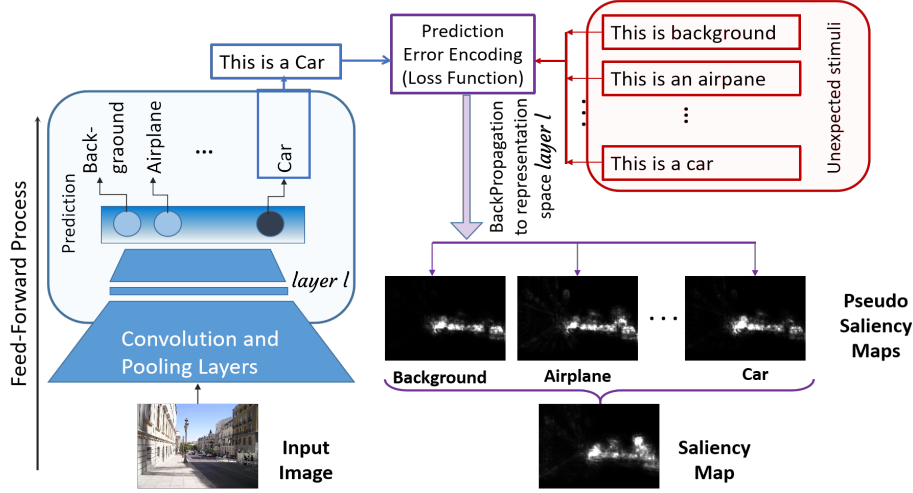 This is a Car
Prediction
Error Encoding
(Loss Function)
This is background
This is an airpane
...
This is a car
Unexpected stimuli
...
Feed-Forward Process
Prediction
Back-
graound
Airplane
...
Car
layer l
Convolution and
Pooling Layers
Input
Image
BackPropagation
to representation
space layer l
Background
Airplane
...
Car
Pseudo
Saliency
Maps
Saliency
Map